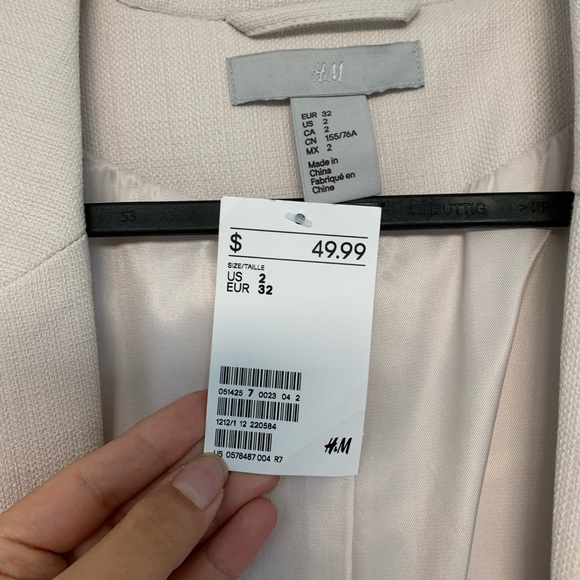 H&M
EUR 32
US 2
CA 2
CN 155/76A
MX 2
Made in
China
Fabriqué en
Chine
53
$ 49.99
SIZE/TAILLE
US 2
EUR 32
051425 7 0023 04 2
1212/1 12 220584
H&M
US 0578487 004 R7